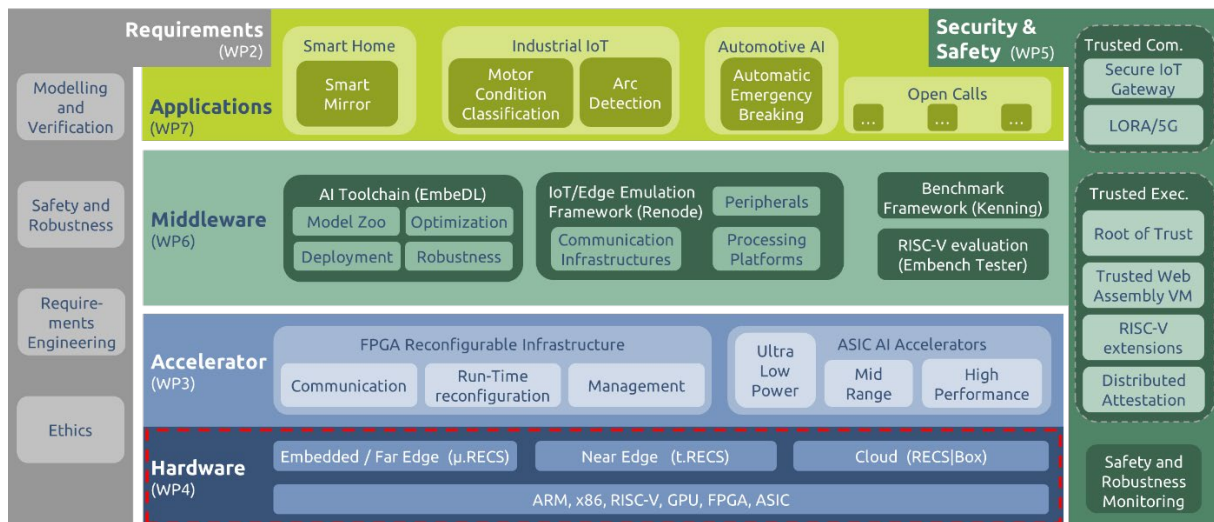 Requirements
(WP2)
Modelling
and
Verification
Safety and
Robustness
Require-
ments
Engineering
Ethics
Applications
(WP7)
Smart Home
Smart
Mirror
Industrial IoT
Motor
Condition
Classification
Arc
Detection
Automotive AI
Automatic
Emergency
Breaking
Open Calls
...
...
...
Middleware
(WP6)
AI Toolchain (EmbeDL)
Model Zoo
Optimization
Deployment
Robustness
IoT/Edge Emulation
Framework (Renode)
Peripherals
Communication
Infrastructures
Processing
Platforms
Benchmark
Framework (Kenning)
RISC-V evaluation
(Embench Tester)
Accelerator
(WP3)
FPGA Reconfigurable Infrastructure
Communication
Run-Time
reconfiguration
Management
ASIC AI Accelerators
Ultra
Low
Power
Mid
Range
High
Performance
Hardware
(WP4)
Embedded / Far Edge (µ.RECS)
Near Edge (t.RECS)
Cloud (RECS|Box)
ARM, x86, RISC-V, GPU, FPGA, ASIC
Security &
Safety (WP5)
Trusted Com.
Secure IoT
Gateway
LORA/5G
Trusted Exec.
Root of Trust
Trusted Web
Assembly VM
RISC-V
extensions
Distributed
Attestation
Safety and
Robustness
Monitoring